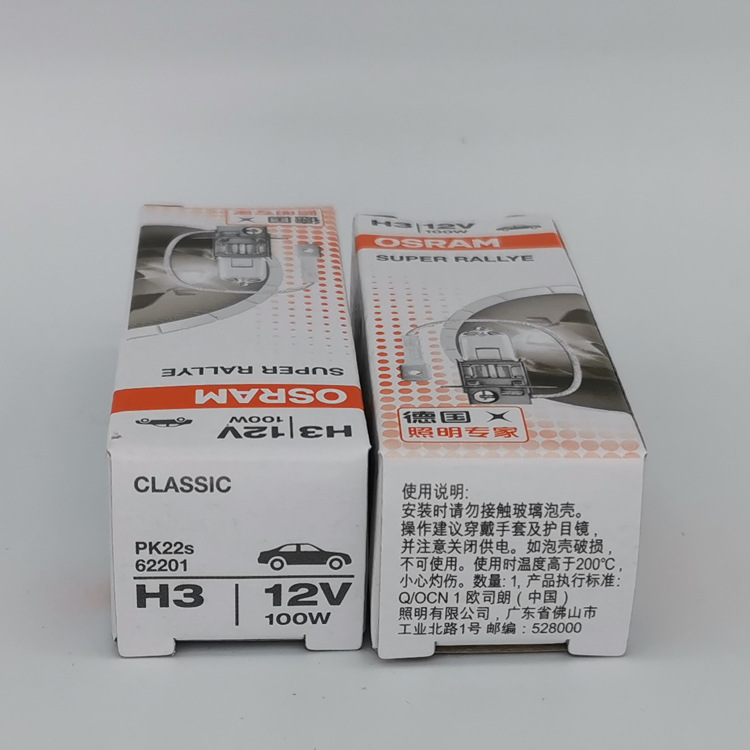 德国
照明专家
SUPER RALLYE
OSRAM
H3 12V
100W
CLASSIC
PK22s
62201
H3 12V
100W
H3 12V
100W
OSRAM
SUPER RALLYE
德国
照明专家
使用说明:
安装时请勿接触玻璃泡壳。
操作建议穿戴手套及护目镜,
并注意关闭供电。如泡壳破损,
不可使用。使用时温度高于200℃,
小心灼伤。数量: 1, 产品执行标准:
Q/OCN 1 欧司朗（中国）
照明有限公司, 广东省佛山市
工业北路1号 邮编: 528000